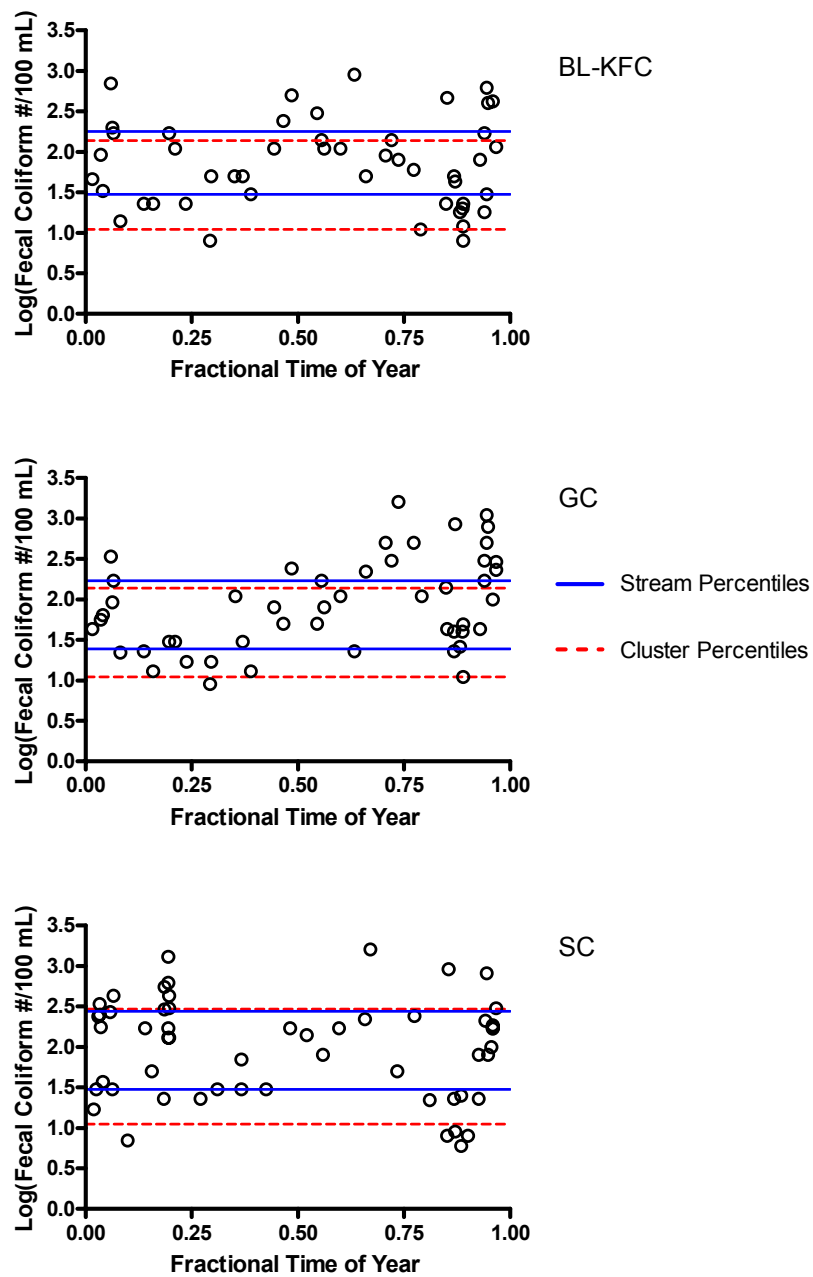 BL-KFC
Log(Fecal Coliform #/100 mL)
3.5
3.0
2.5
2.0
1.5
1.0
0.5
0.0
0.00 0.25 0.50 0.75 1.00
Fractional Time of Year
GC
Log(Fecal Coliform #/100 mL)
3.5
3.0
2.5
2.0
1.5
1.0
0.5
0.0
0.00 0.25 0.50 0.75 1.00
Fractional Time of Year
Stream Percentiles
Cluster Percentiles
SC
Log(Fecal Coliform #/100 mL)
3.5
3.0
2.5
2.0
1.5
1.0
0.5
0.0
0.00 0.25 0.50 0.75 1.00
Fractional Time of Year